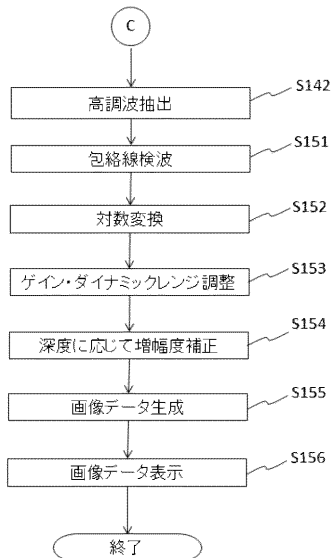 C
S142
高調波抽出
S151
包絡線検波
S152
対数変換
S153
ゲイン・ダイナミックレンジ調整
S154
深度に応じて増幅度補正
S155
画像データ生成
S156
画像データ表示
終了